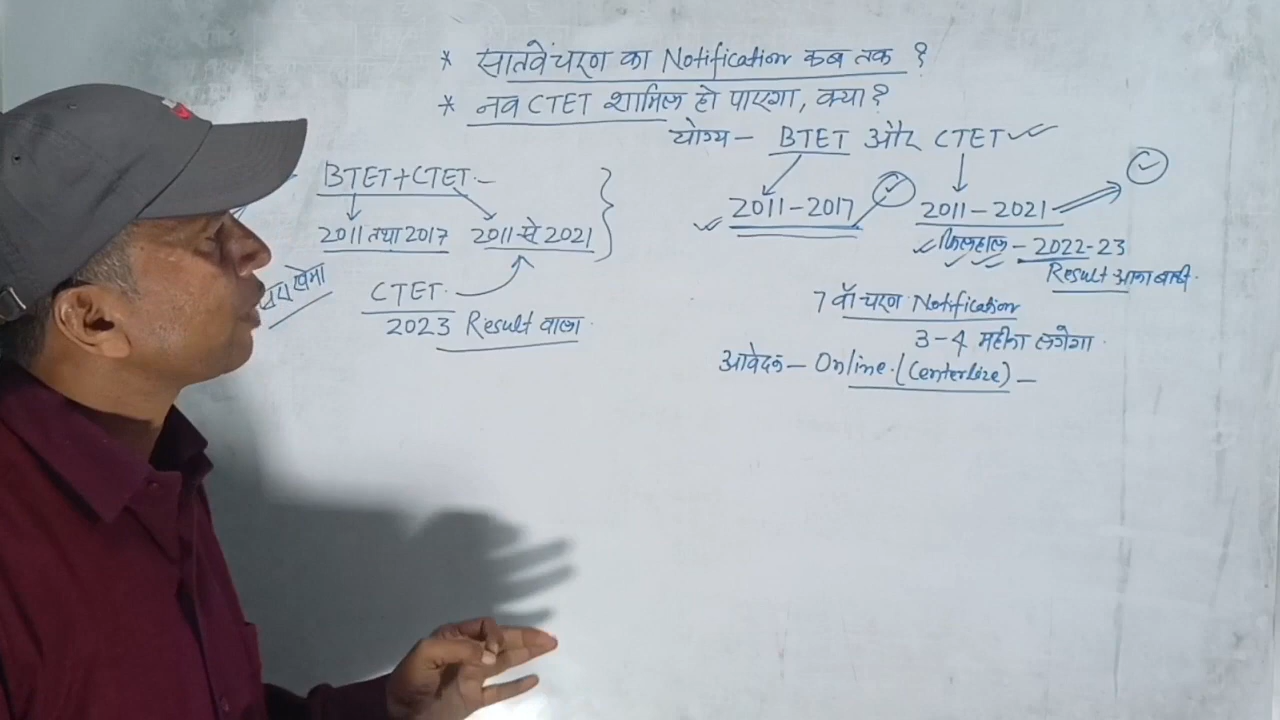 * सातवें चरण का Notification कब तक ?
* नव CTET शामिल हो पाएगा, क्या ?
योग्य - BTET और CTET ✓
BTET + CTET -
2011 तथा 2017 2011 से 2021
खेमा
CTET
2023 Result वाला
2011 - 2017 2011 - 2021
फिलहाल - 2022-23
Result आना बाकी
7 वाँ चरण Notification
3-4 महीना लगेगा
आवेदन - Online (Centerlize) -